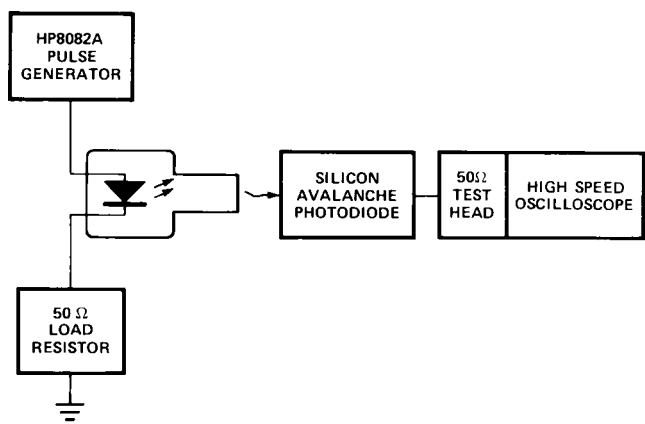 HP8082A
PULSE
GENERATOR
SILICON
AVALANCHE
PHOTODIODE
50Ω
TEST
HEAD
HIGH SPEED
OSCILLOSCOPE
50 Ω
LOAD
RESISTOR